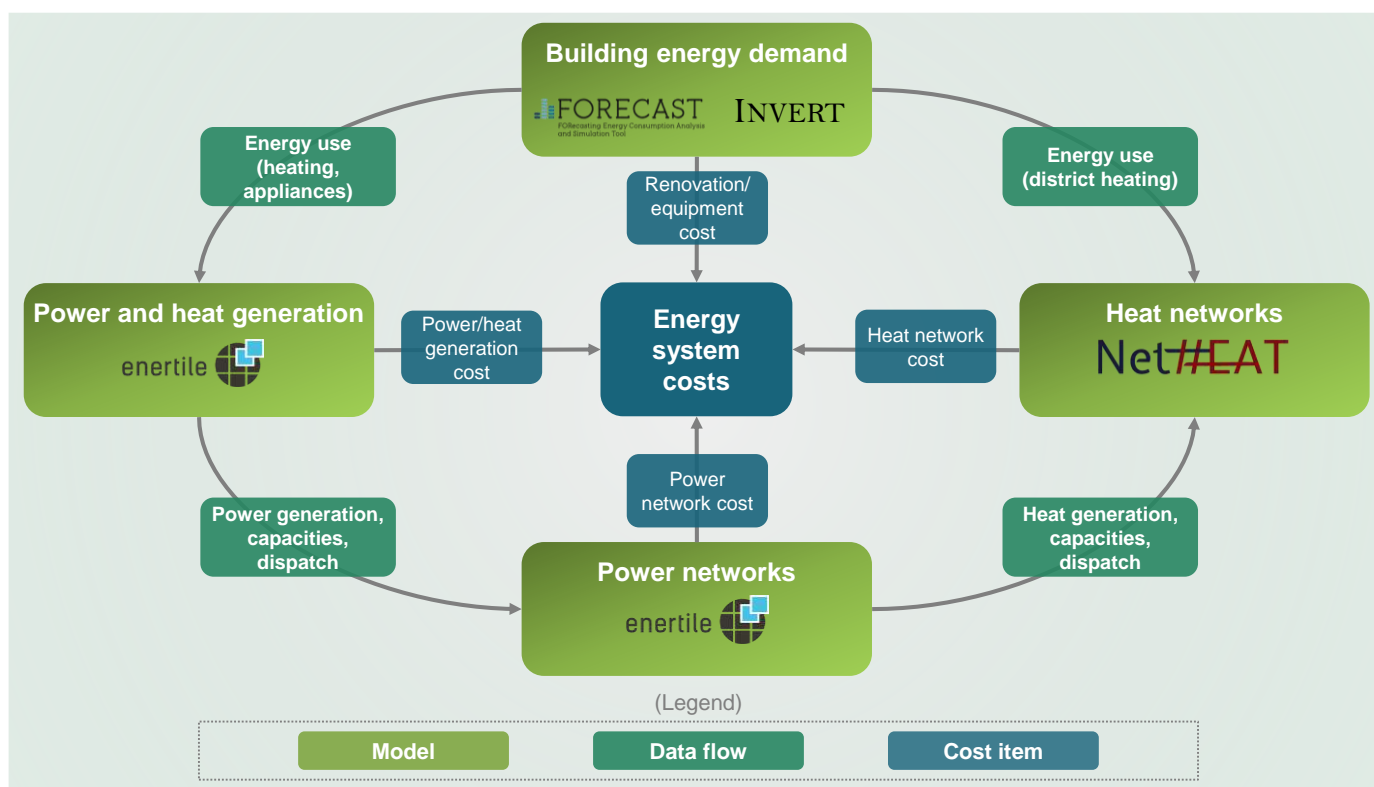 Building energy demand
FORECAST
FORecasting Energy Consumption Analysis
and Simulation Tool
INVERT
Energy use
(heating,
appliances)
Renovation/
equipment
cost
Energy use
(district heating)
Power and heat generation
enertile
Power/heat
generation
cost
Energy
system
costs
Heat network
cost
Heat networks
NetHEAT
Power generation,
capacities,
dispatch
Power
network cost
Heat generation,
capacities,
dispatch
Power networks
enertile
(Legend)
Model
Data flow
Cost item